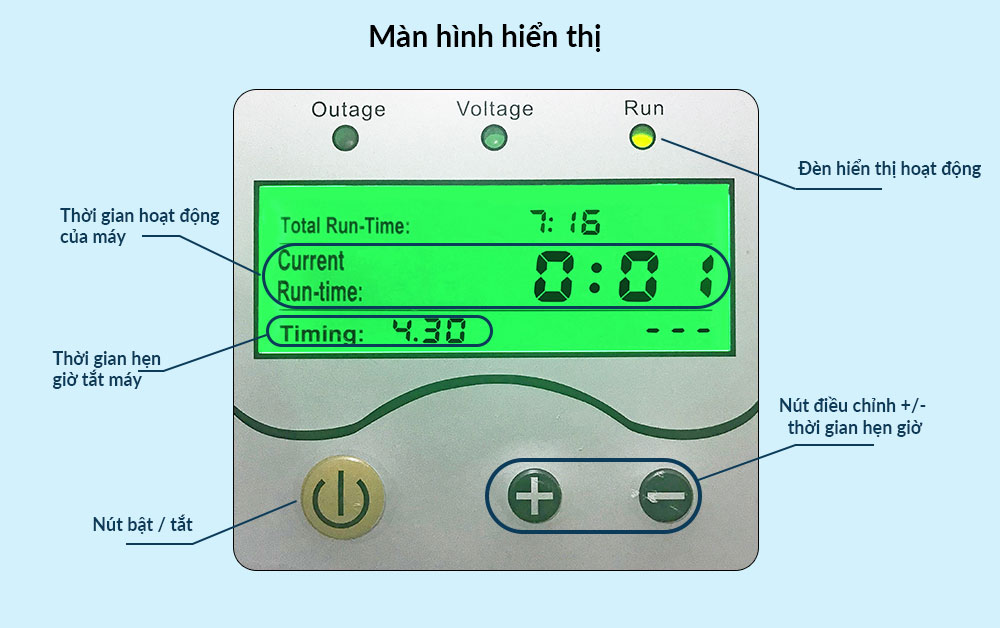 Màn hình hiển thị
Outage Voltage Run
Đèn hiển thị hoạt động
Thời gian hoạt động
của máy
Total Run-Time: 7:16
Current
Run-time: 0:01
Timing: 4.30 ---
Thời gian hẹn
giờ tắt máy
Nút điều chỉnh +/-
thời gian hẹn giờ
Nút bật / tắt